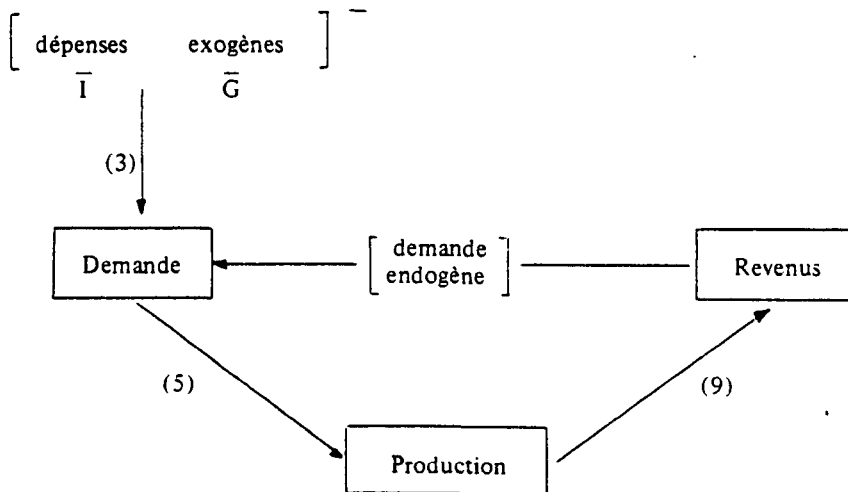 [ dépenses exogènes ]
Ī G̅
(3)
Demande
[ demande
endogène ]
Revenus
(5)
(9)
Production